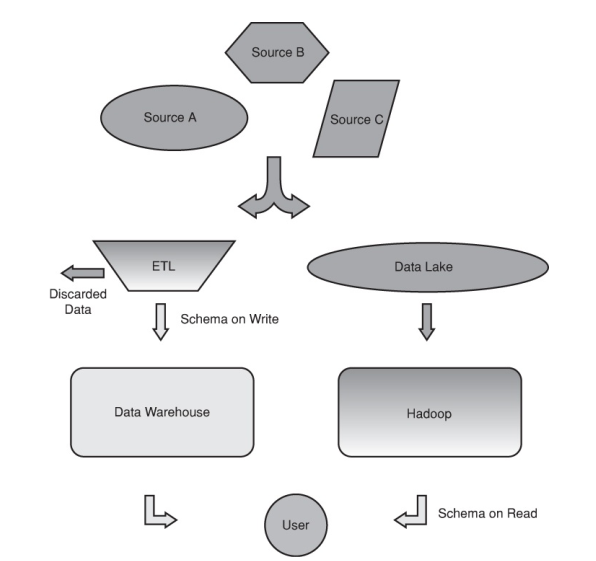 Source B
Source A
Source C
ETL
Data Lake
Discarded
Data
Schema on Write
Data Warehouse
Hadoop
User
Schema on Read